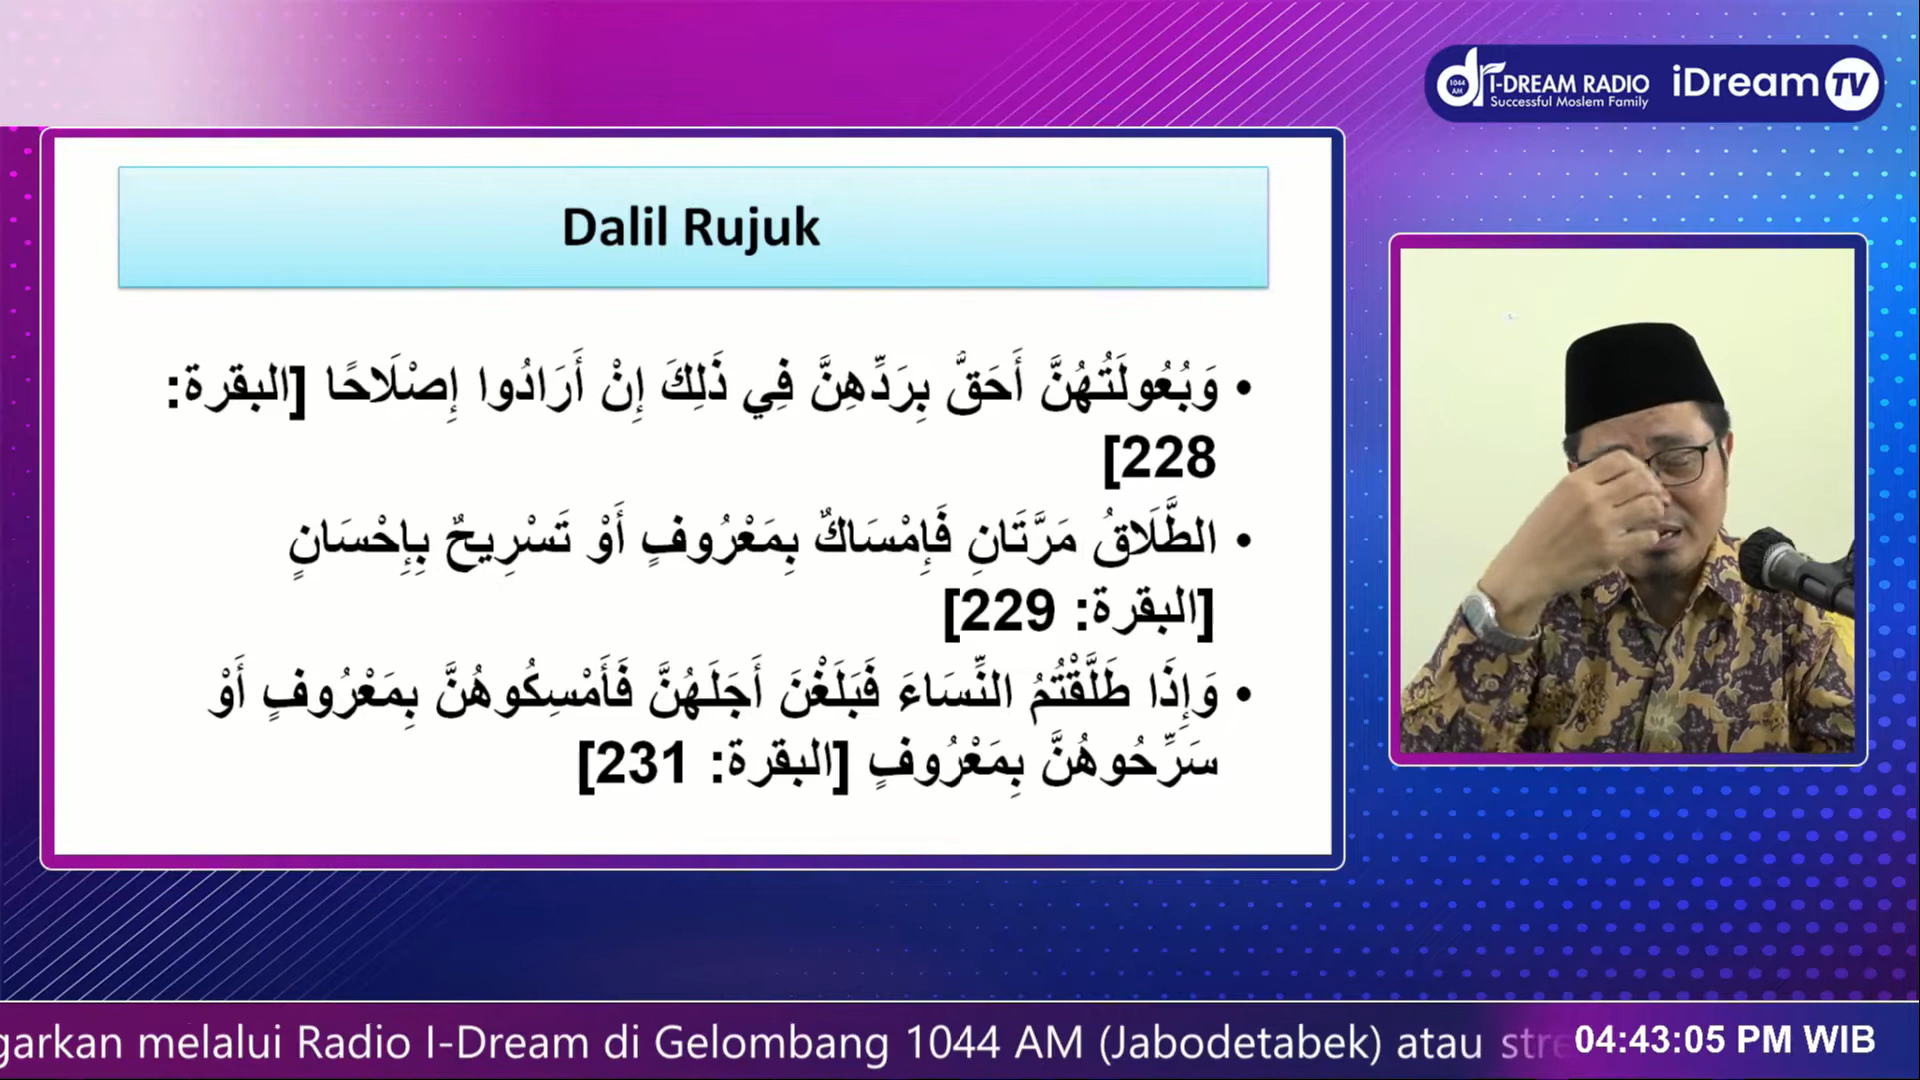 1044 AM
I-DREAM RADIO
Successful Moslem Family
iDream TV
Dalil Rujuk
• وَبُعُولَتُهُنَّ أَحَقُّ بِرَدِّهِنَّ فِي ذَلِكَ إِنْ أَرَادُوا إِصْلَاحًا [البقرة:
228]
• الطَّلَاقُ مَرَّتَانِ فَإِمْسَاكٌ بِمَعْرُوفٍ أَوْ تَسْرِيحٌ بِإِحْسَانٍ
[البقرة: 229]
• وَإِذَا طَلَّقْتُمُ النِّسَاءَ فَبَلَغْنَ أَجَلَهُنَّ فَأَمْسِكُوهُنَّ بِمَعْرُوفٍ أَوْ
سَرِّحُوهُنَّ بِمَعْرُوفٍ [البقرة: 231]
garkan melalui Radio I-Dream di Gelombang 1044 AM (Jabodetabek) atau stre
04:43:05 PM WIB